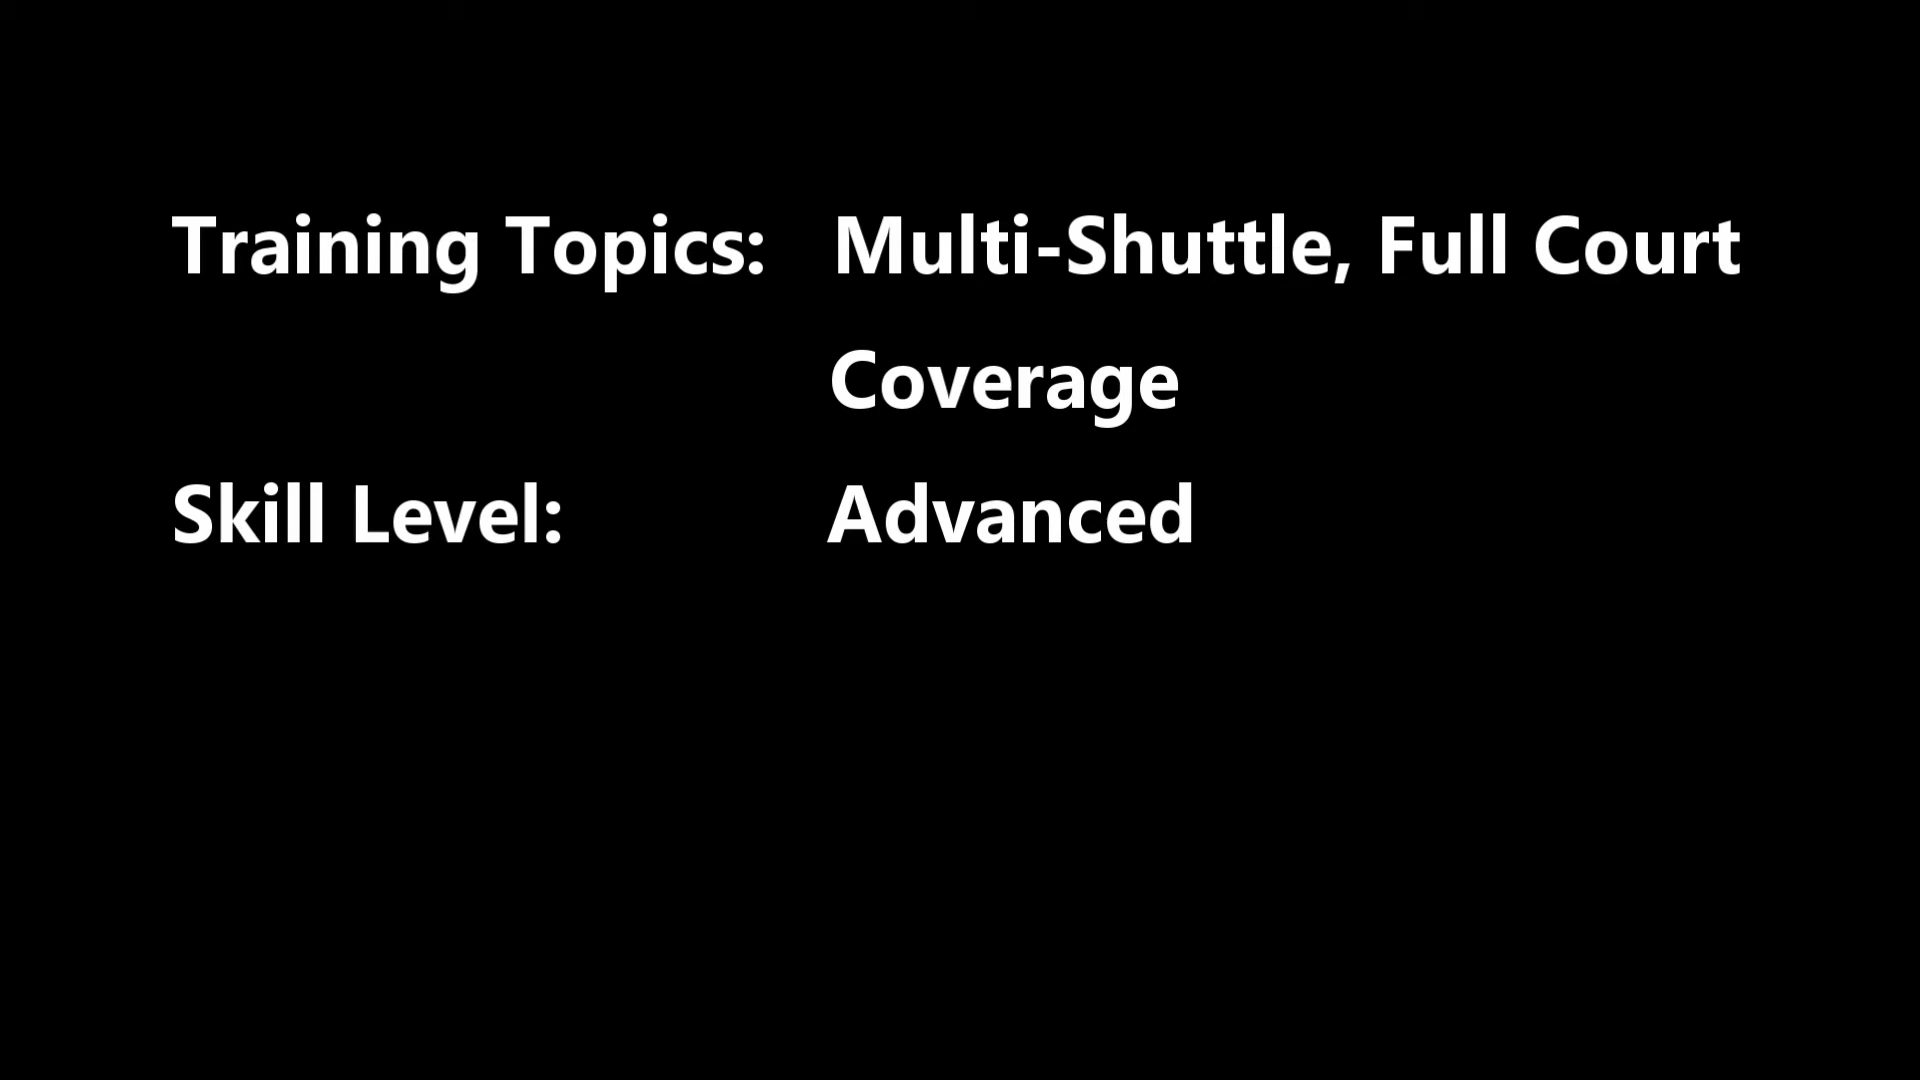 Training Topics: Multi-Shuttle, Full Court
Coverage
Skill Level: Advanced